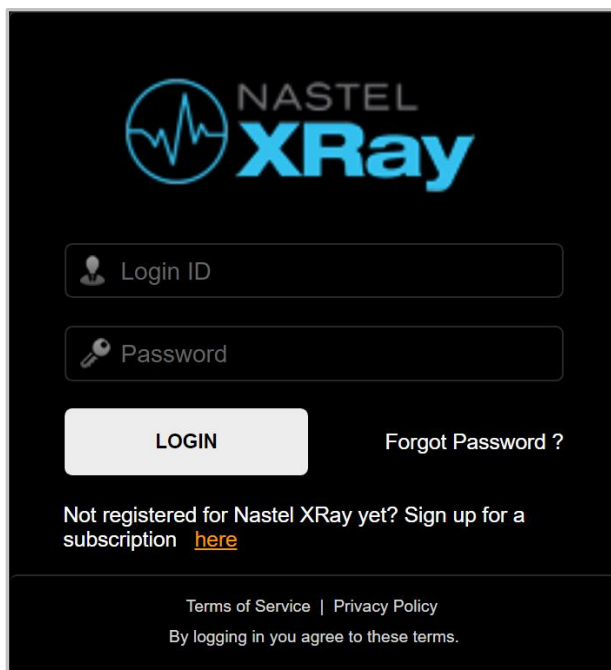 NASTEL
XRay
Login ID
Password
LOGIN
Forgot Password ?
Not registered for Nastel XRay yet? Sign up for a
subscription here
Terms of Service | Privacy Policy
By logging in you agree to these terms.